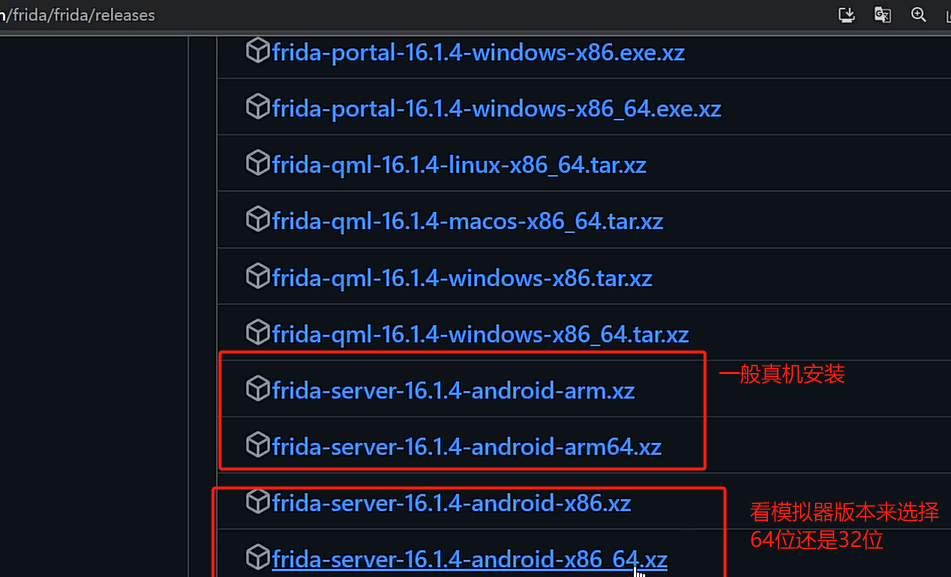 /frida/frida/releases
frida-portal-16.1.4-windows-x86.exe.xz
frida-portal-16.1.4-windows-x86_64.exe.xz
frida-qml-16.1.4-linux-x86_64.tar.xz
frida-qml-16.1.4-macos-x86_64.tar.xz
frida-qml-16.1.4-windows-x86.tar.xz
frida-qml-16.1.4-windows-x86_64.tar.xz
一般真机安装
frida-server-16.1.4-android-arm.xz
frida-server-16.1.4-android-arm64.xz
frida-server-16.1.4-android-x86.xz
看模拟器版本来选择
64位还是32位
frida-server-16.1.4-android-x86_64.xz